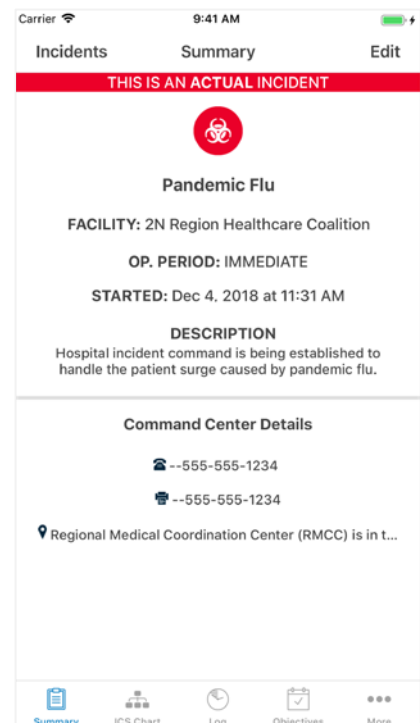 Carrier 9:41 AM
Incidents Summary Edit
THIS IS AN ACTUAL INCIDENT
Pandemic Flu
FACILITY: 2N Region Healthcare Coalition
OP. PERIOD: IMMEDIATE
STARTED: Dec 4, 2018 at 11:31 AM
DESCRIPTION
Hospital incident command is being established to
handle the patient surge caused by pandemic flu.
Command Center Details
--555-555-1234
--555-555-1234
Regional Medical Coordination Center (RMCC) is in t...
Summary ICS Chart Log Objectives More